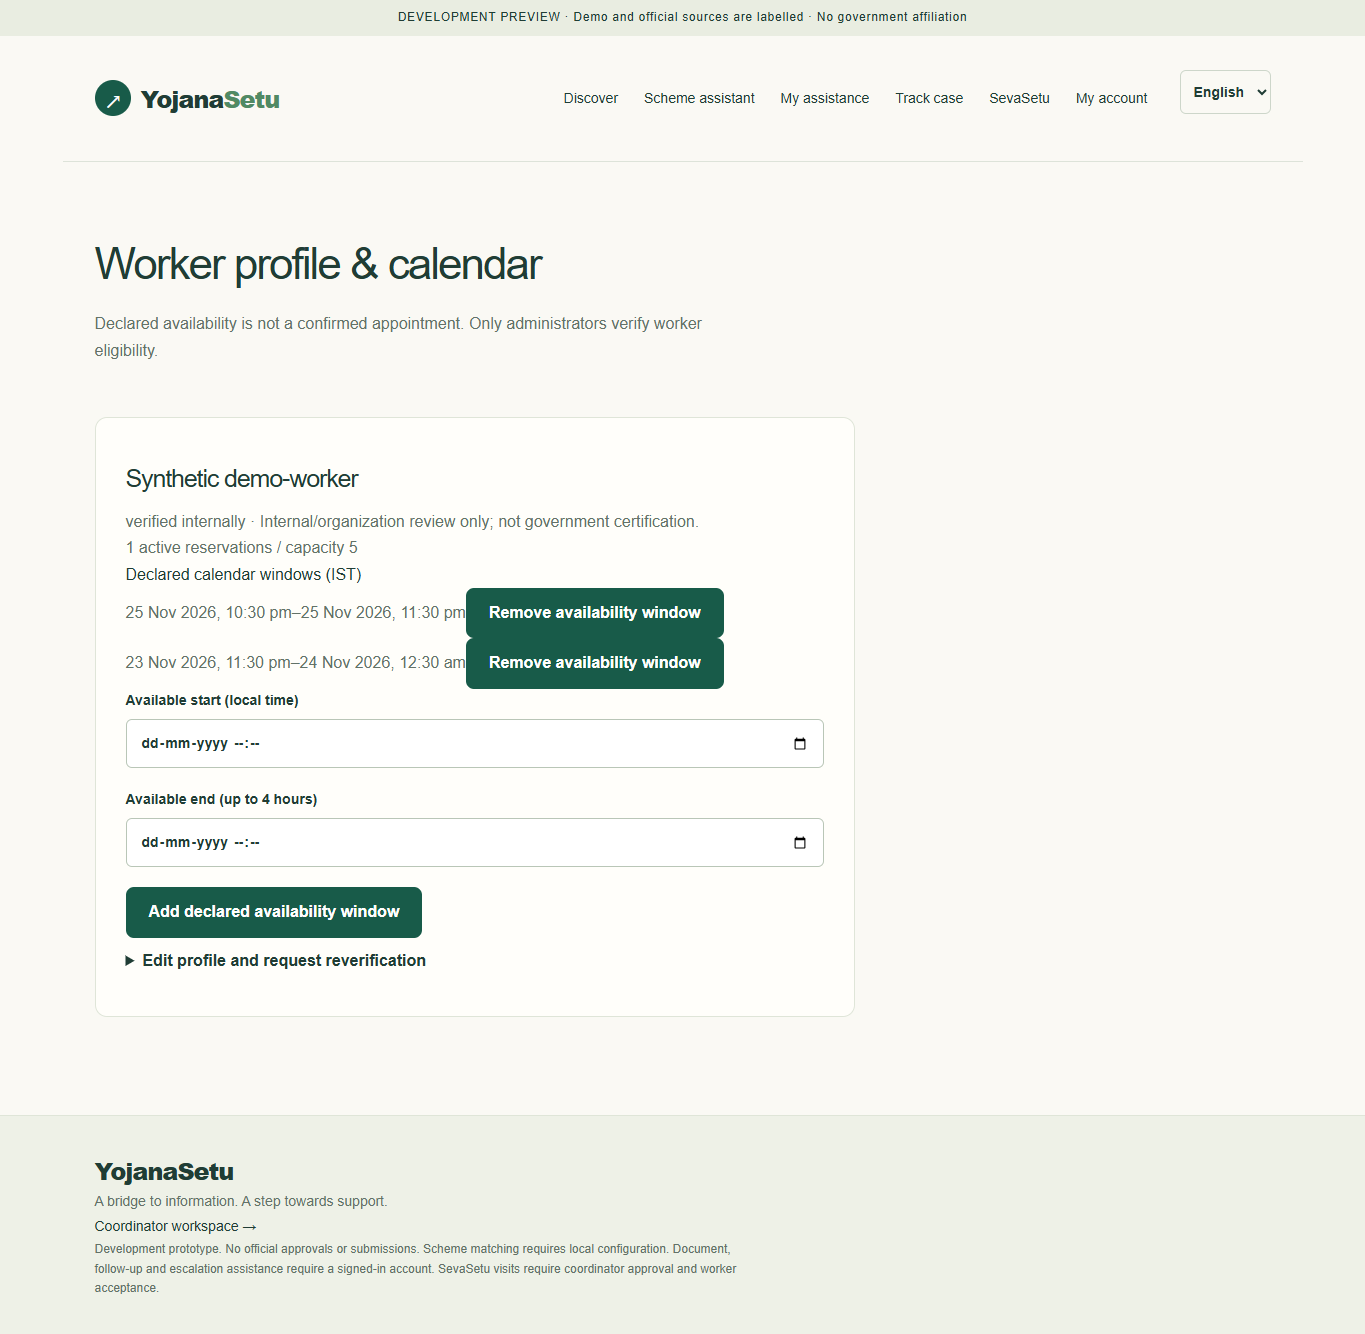 DEVELOPMENT PREVIEW · Demo and official sources are labelled · No government affiliation
YojanaSetu
Discover
Scheme assistant
My assistance
Track case
SevaSetu
My account
English
Worker profile & calendar
Declared availability is not a confirmed appointment. Only administrators verify worker
eligibility.
Synthetic demo-worker
verified internally · Internal/organization review only; not government certification.
1 active reservations / capacity 5
Declared calendar windows (IST)
25 Nov 2026, 10:30 pm–25 Nov 2026, 11:30 pm Remove availability window
23 Nov 2026, 11:30 pm–24 Nov 2026, 12:30 am Remove availability window
Available start (local time)
dd-mm-yyyy --:--
Available end (up to 4 hours)
dd-mm-yyyy --:--
Add declared availability window
Edit profile and request reverification
YojanaSetu
A bridge to information. A step towards support.
Coordinator workspace →
Development prototype. No official approvals or submissions. Scheme matching requires local configuration. Document,
follow-up and escalation assistance require a signed-in account. SevaSetu visits require coordinator approval and worker
acceptance.